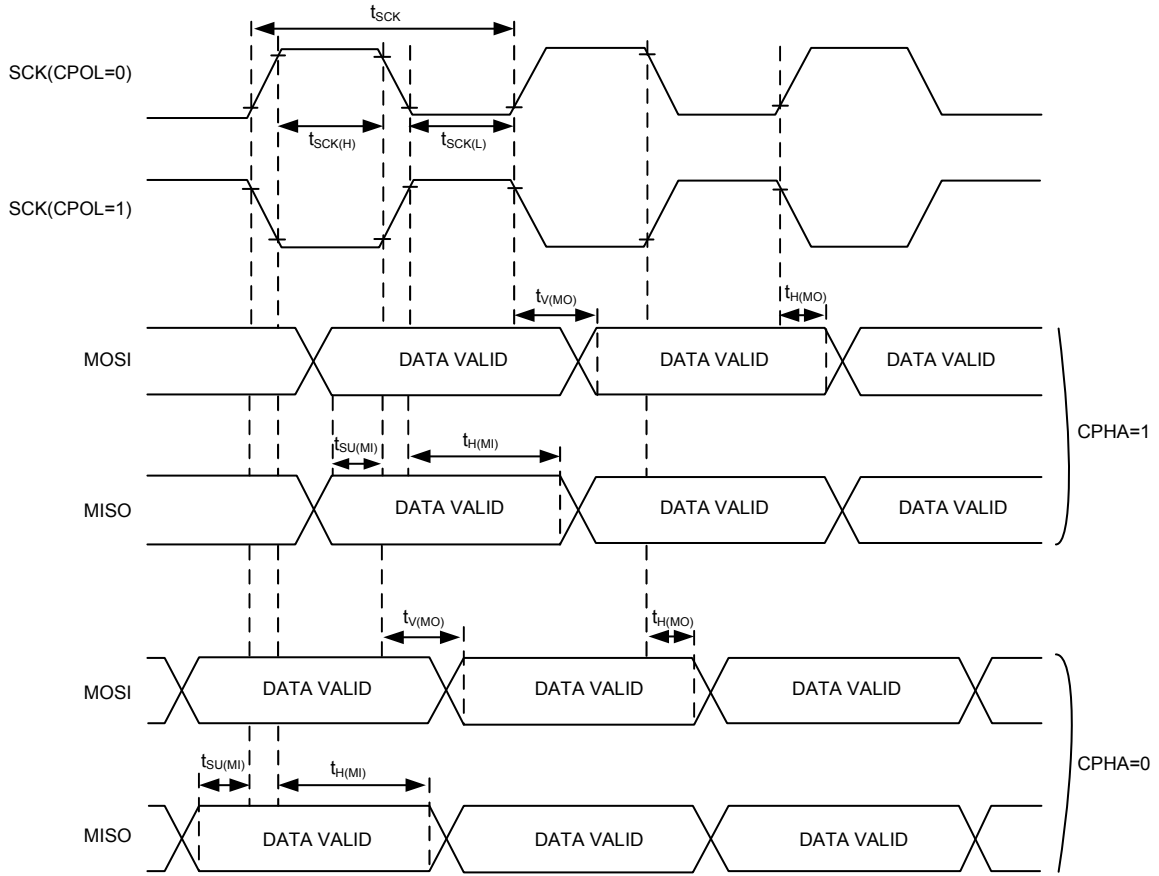 tSCK
SCK(CPOL=0)
tSCK(H)
tSCK(L)
SCK(CPOL=1)
tV(MO)
tH(MO)
MOSI
DATA VALID
DATA VALID
DATA VALID
CPHA=1
tSU(MI)
tH(MI)
MISO
DATA VALID
DATA VALID
DATA VALID
tV(MO)
tH(MO)
MOSI
DATA VALID
DATA VALID
DATA VALID
CPHA=0
tSU(MI)
tH(MI)
MISO
DATA VALID
DATA VALID
DATA VALID